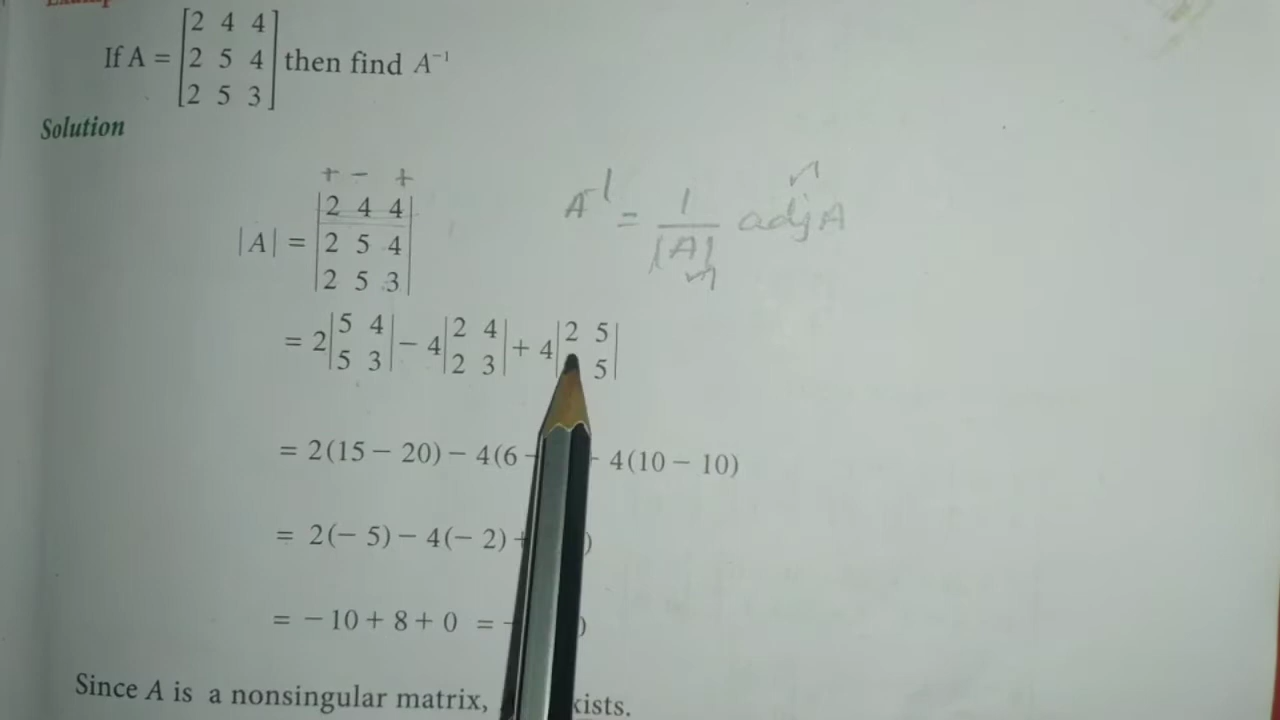 If A = [2 4 4
2 5 4
2 5 3] then find A⁻¹
Solution
+ - +
|A| = |2 4 4|
|2 5 4|
|2 5 3|
A⁻¹ = 1/|A| adj A
= 2|5 4; 5 3| − 4|2 4; 2 3| + 4|2 5; 5|
= 2(15 − 20) − 4(6 − 4(10 − 10)
= 2(− 5) − 4(− 2) + )
= − 10 + 8 + 0 = − )
Since A is a nonsingular matrix,